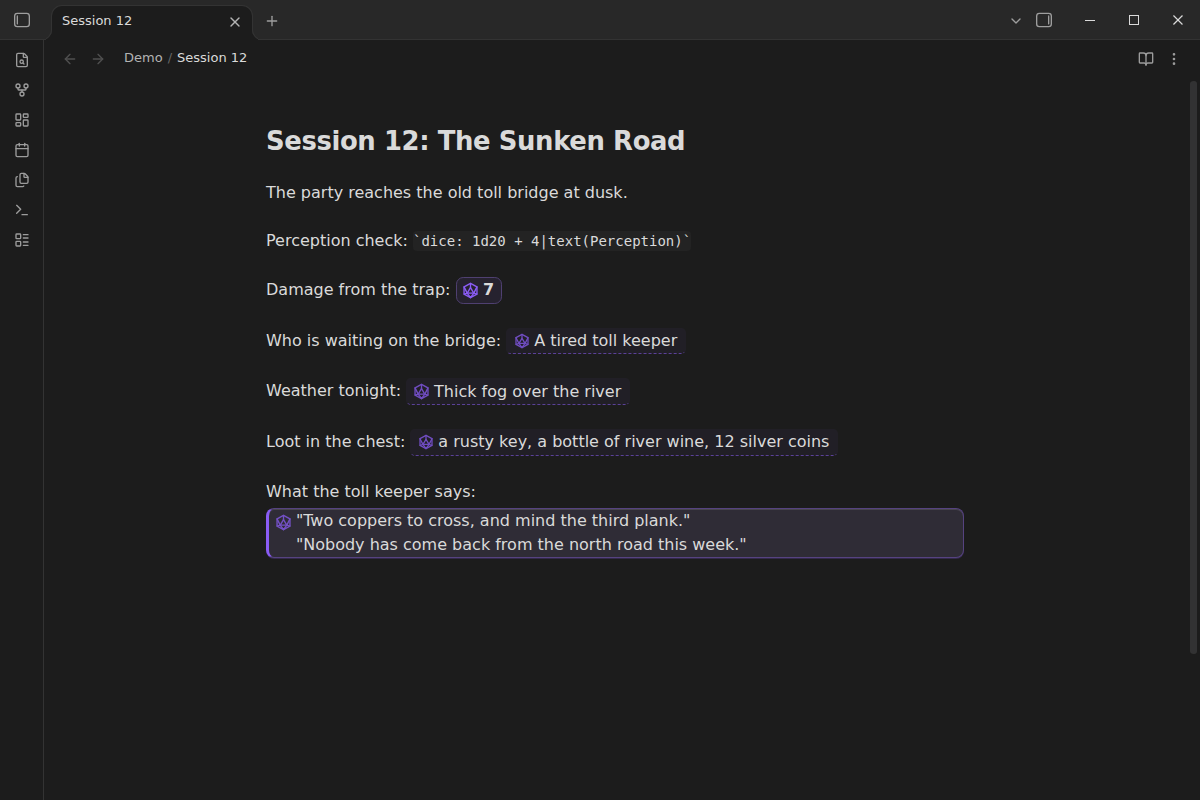 Session 12
Demo / Session 12
Session 12: The Sunken Road
The party reaches the old toll bridge at dusk.
Perception check: `dice: 1d20 + 4|text(Perception)`
Damage from the trap: 7
Who is waiting on the bridge: A tired toll keeper
Weather tonight: Thick fog over the river
Loot in the chest: a rusty key, a bottle of river wine, 12 silver coins
What the toll keeper says:
"Two coppers to cross, and mind the third plank."
"Nobody has come back from the north road this week."